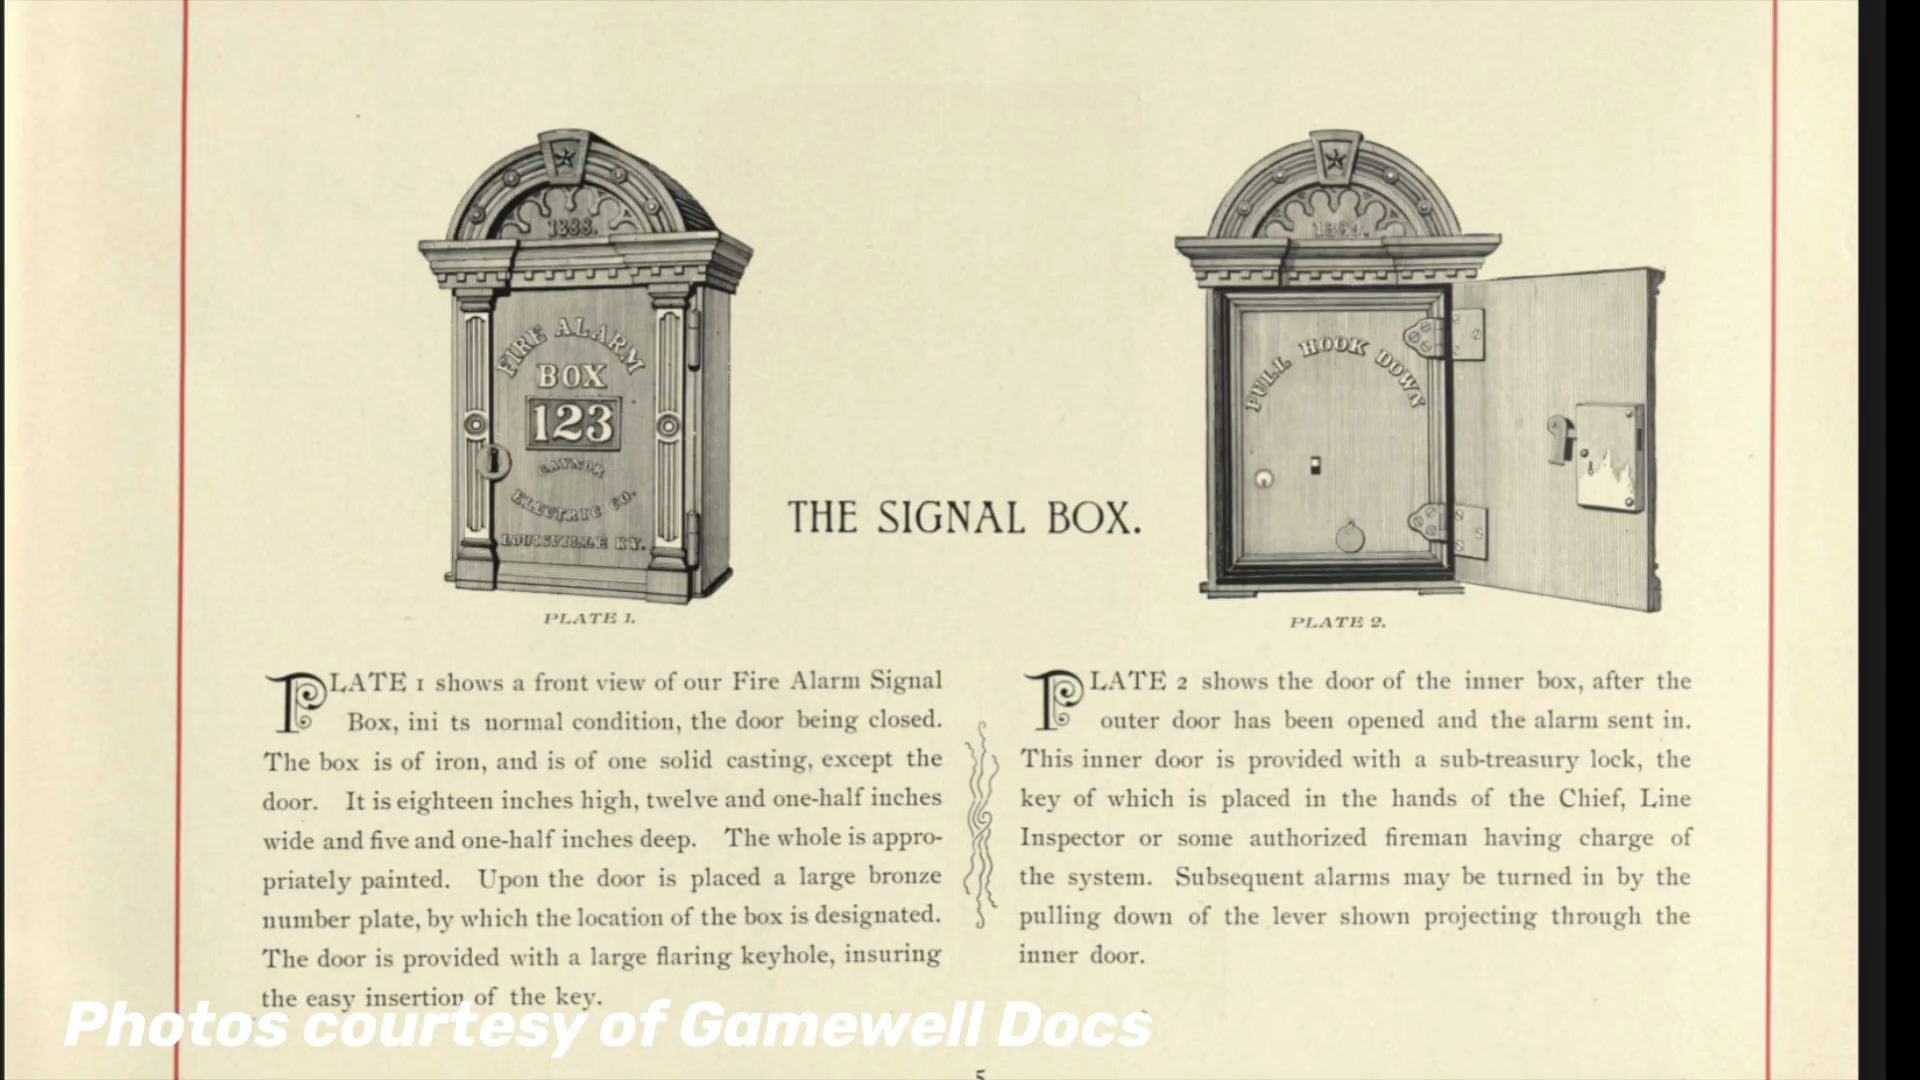 1888.
FIRE ALARM
BOX
123
GAYNOR
ELECTRIC CO.
LOUISVILLE KY.
PLATE 1.
THE SIGNAL BOX.
PULL HOOK DOWN
PLATE 2.
PLATE 1 shows a front view of our Fire Alarm Signal
Box, ini ts normal condition, the door being closed.
The box is of iron, and is of one solid casting, except the
door. It is eighteen inches high, twelve and one-half inches
wide and five and one-half inches deep. The whole is appro-
priately painted. Upon the door is placed a large bronze
number plate, by which the location of the box is designated.
The door is provided with a large flaring keyhole, insuring
the easy insertion of the key.
PLATE 2 shows the door of the inner box, after the
outer door has been opened and the alarm sent in.
This inner door is provided with a sub-treasury lock, the
key of which is placed in the hands of the Chief, Line
Inspector or some authorized fireman having charge of
the system. Subsequent alarms may be turned in by the
pulling down of the lever shown projecting through the
inner door.
Photos courtesy of Gamewell Docs
5